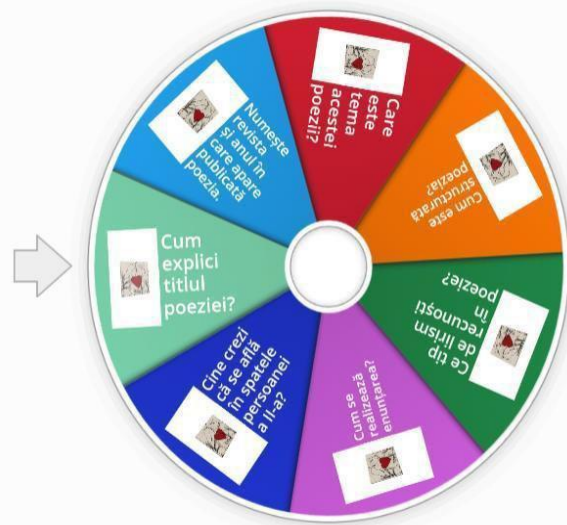 Care
este
tema
acestei
poezii?
Cum este
structurată
poezia?
Ce tip
de lirism
recunoști
în
poezie?
Cum se
realizează
enunțarea?
Cine crezi
că se află
în spatele
persoanei
a II-a?
Cum
explici
titlul
poeziei?
Numește
revista
și anul în
care apare
publicată
poezia.